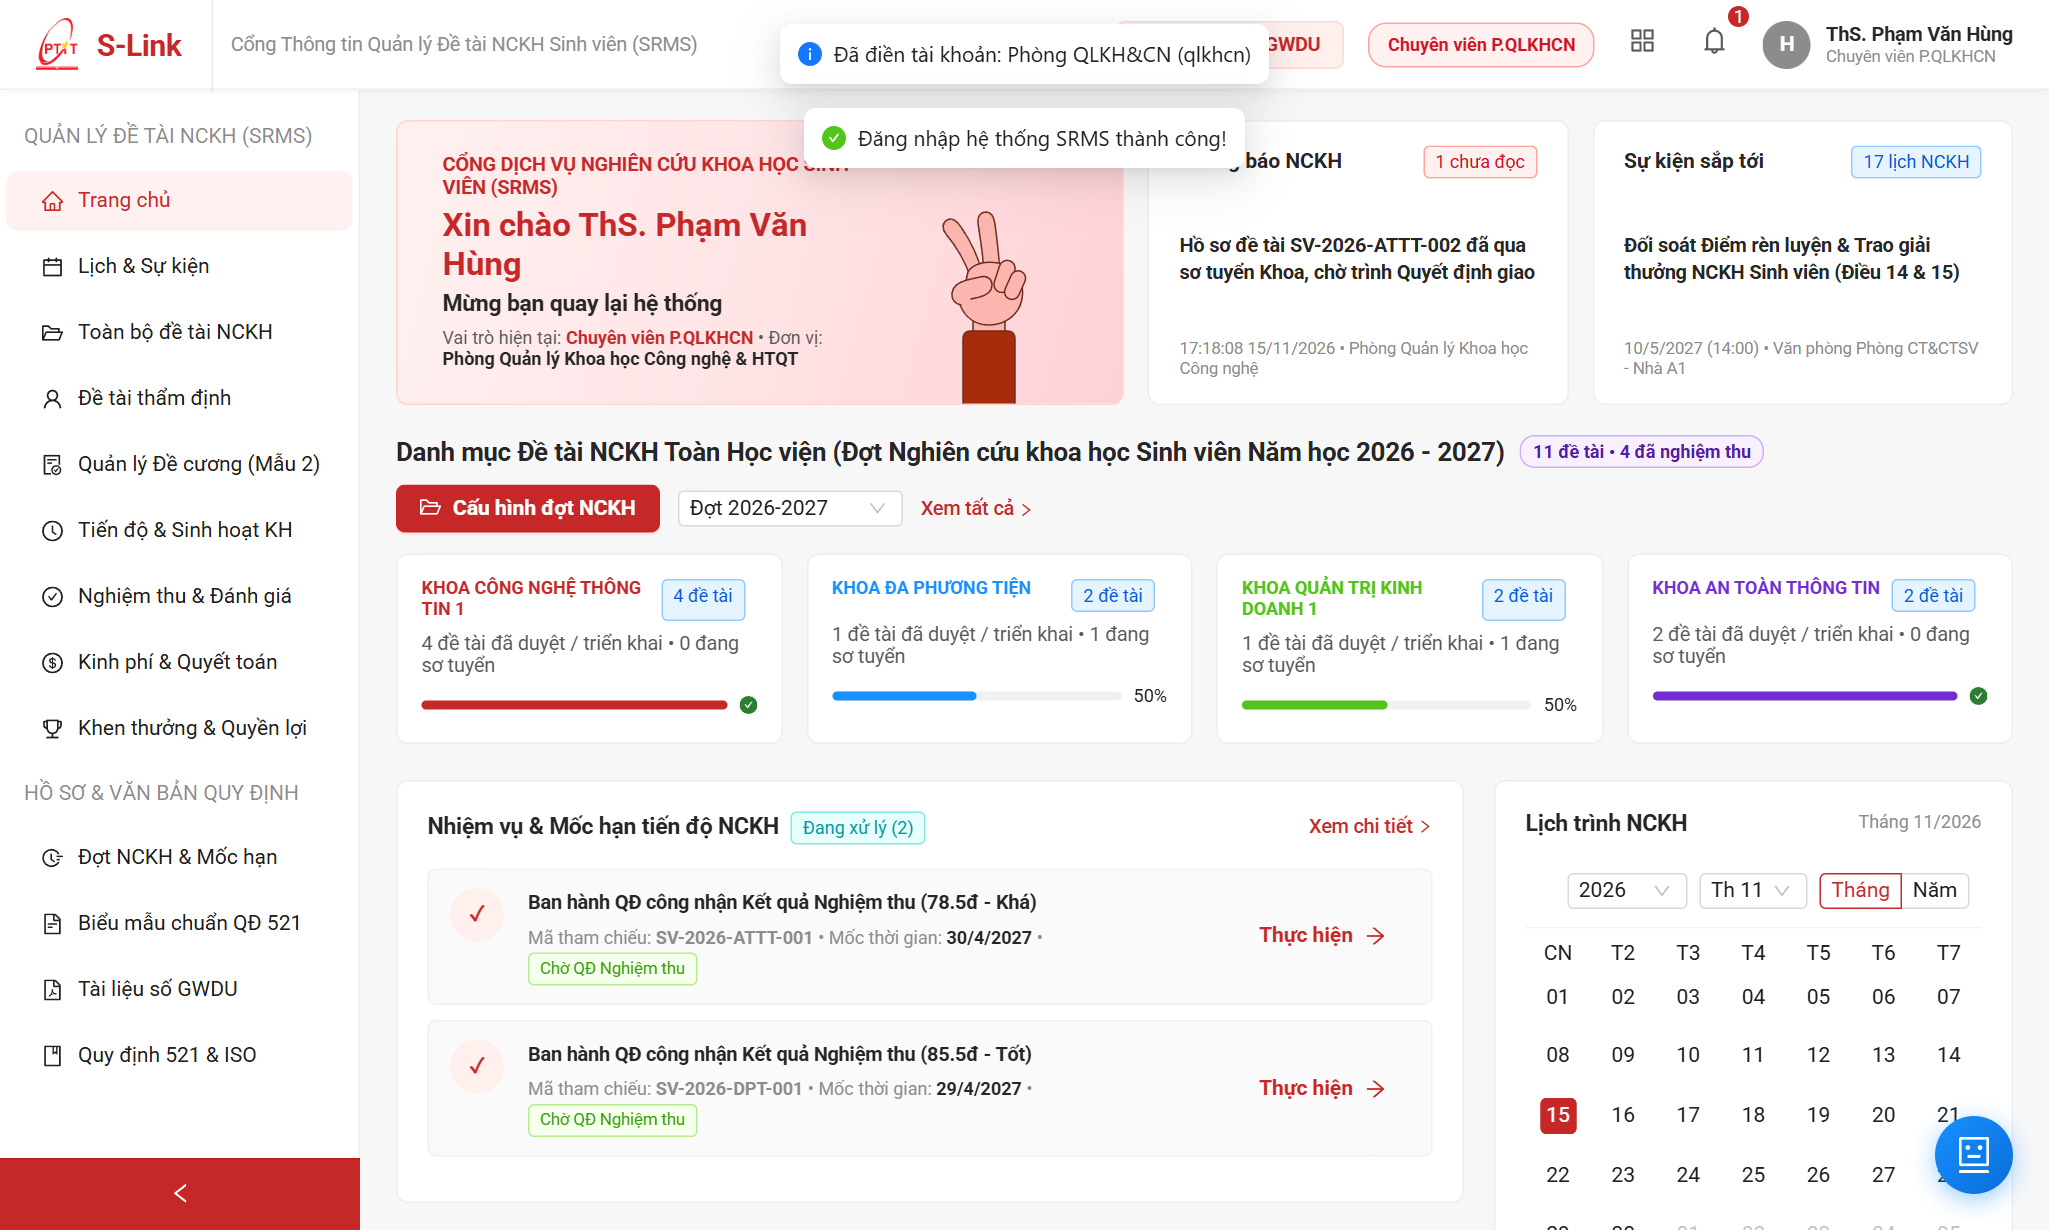 PTIT
S-Link
Cổng Thông tin Quản lý Đề tài NCKH Sinh viên (SRMS)
Đã điền tài khoản: Phòng QLKH&CN (qlkhcn)
GWDU
Chuyên viên P.QLKHCN
1
H
ThS. Phạm Văn Hùng
Chuyên viên P.QLKHCN
Đăng nhập hệ thống SRMS thành công!
QUẢN LÝ ĐỀ TÀI NCKH (SRMS)
Trang chủ
Lịch & Sự kiện
Toàn bộ đề tài NCKH
Đề tài thẩm định
Quản lý Đề cương (Mẫu 2)
Tiến độ & Sinh hoạt KH
Nghiệm thu & Đánh giá
Kinh phí & Quyết toán
Khen thưởng & Quyền lợi
HỒ SƠ & VĂN BẢN QUY ĐỊNH
Đợt NCKH & Mốc hạn
Biểu mẫu chuẩn QĐ 521
Tài liệu số GWDU
Quy định 521 & ISO
CỔNG DỊCH VỤ NGHIÊN CỨU KHOA HỌC SINH
VIÊN (SRMS)
Xin chào ThS. Phạm Văn
Hùng
Mừng bạn quay lại hệ thống
Vai trò hiện tại: Chuyên viên P.QLKHCN • Đơn vị:
Phòng Quản lý Khoa học Công nghệ & HTQT
báo NCKH
1 chưa đọc
Hồ sơ đề tài SV-2026-ATTT-002 đã qua
sơ tuyển Khoa, chờ trình Quyết định giao
17:18:08 15/11/2026 • Phòng Quản lý Khoa học
Công nghệ
Sự kiện sắp tới
17 lịch NCKH
Đối soát Điểm rèn luyện & Trao giải
thưởng NCKH Sinh viên (Điều 14 & 15)
10/5/2027 (14:00) • Văn phòng Phòng CT&CTSV
- Nhà A1
Danh mục Đề tài NCKH Toàn Học viện (Đợt Nghiên cứu khoa học Sinh viên Năm học 2026 - 2027)
11 đề tài • 4 đã nghiệm thu
Cấu hình đợt NCKH
Đợt 2026-2027
Xem tất cả
KHOA CÔNG NGHỆ THÔNG
TIN 1
4 đề tài
4 đề tài đã duyệt / triển khai • 0 đang
sơ tuyển
KHOA ĐA PHƯƠNG TIỆN
2 đề tài
1 đề tài đã duyệt / triển khai • 1 đang
sơ tuyển
50%
KHOA QUẢN TRỊ KINH
DOANH 1
2 đề tài
1 đề tài đã duyệt / triển khai • 1 đang
sơ tuyển
50%
KHOA AN TOÀN THÔNG TIN
2 đề tài
2 đề tài đã duyệt / triển khai • 0 đang
sơ tuyển
Nhiệm vụ & Mốc hạn tiến độ NCKH
Đang xử lý (2)
Xem chi tiết
Ban hành QĐ công nhận Kết quả Nghiệm thu (78.5đ - Khá)
Mã tham chiếu: SV-2026-ATTT-001 • Mốc thời gian: 30/4/2027 •
Chờ QĐ Nghiệm thu
Thực hiện
Ban hành QĐ công nhận Kết quả Nghiệm thu (85.5đ - Tốt)
Mã tham chiếu: SV-2026-DPT-001 • Mốc thời gian: 29/4/2027 •
Chờ QĐ Nghiệm thu
Thực hiện
Lịch trình NCKH
Tháng 11/2026
2026
Th 11
Tháng
Năm
CN T2 T3 T4 T5 T6 T7
01 02 03 04 05 06 07
08 09 10 11 12 13 14
15 16 17 18 19 20 21
22 23 24 25 26 27